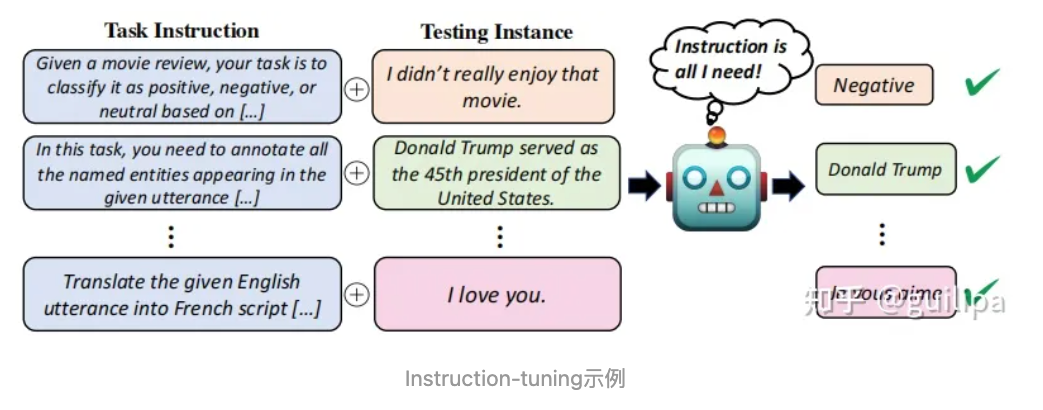 Task Instruction
Testing Instance
Given a movie review, your task is to
classify it as positive, negative, or
neutral based on […]
I didn't really enjoy that
movie.
Instruction is
all I need!
Negative
In this task, you need to annotate all
the named entities appearing in the
given utterance […]
Donald Trump served as
the 45th president of the
United States.
Donald Trump
Translate the given English
utterance into French script […]
I love you.
Je vous aime
知乎 @guilipa
Instruction-tuning示例